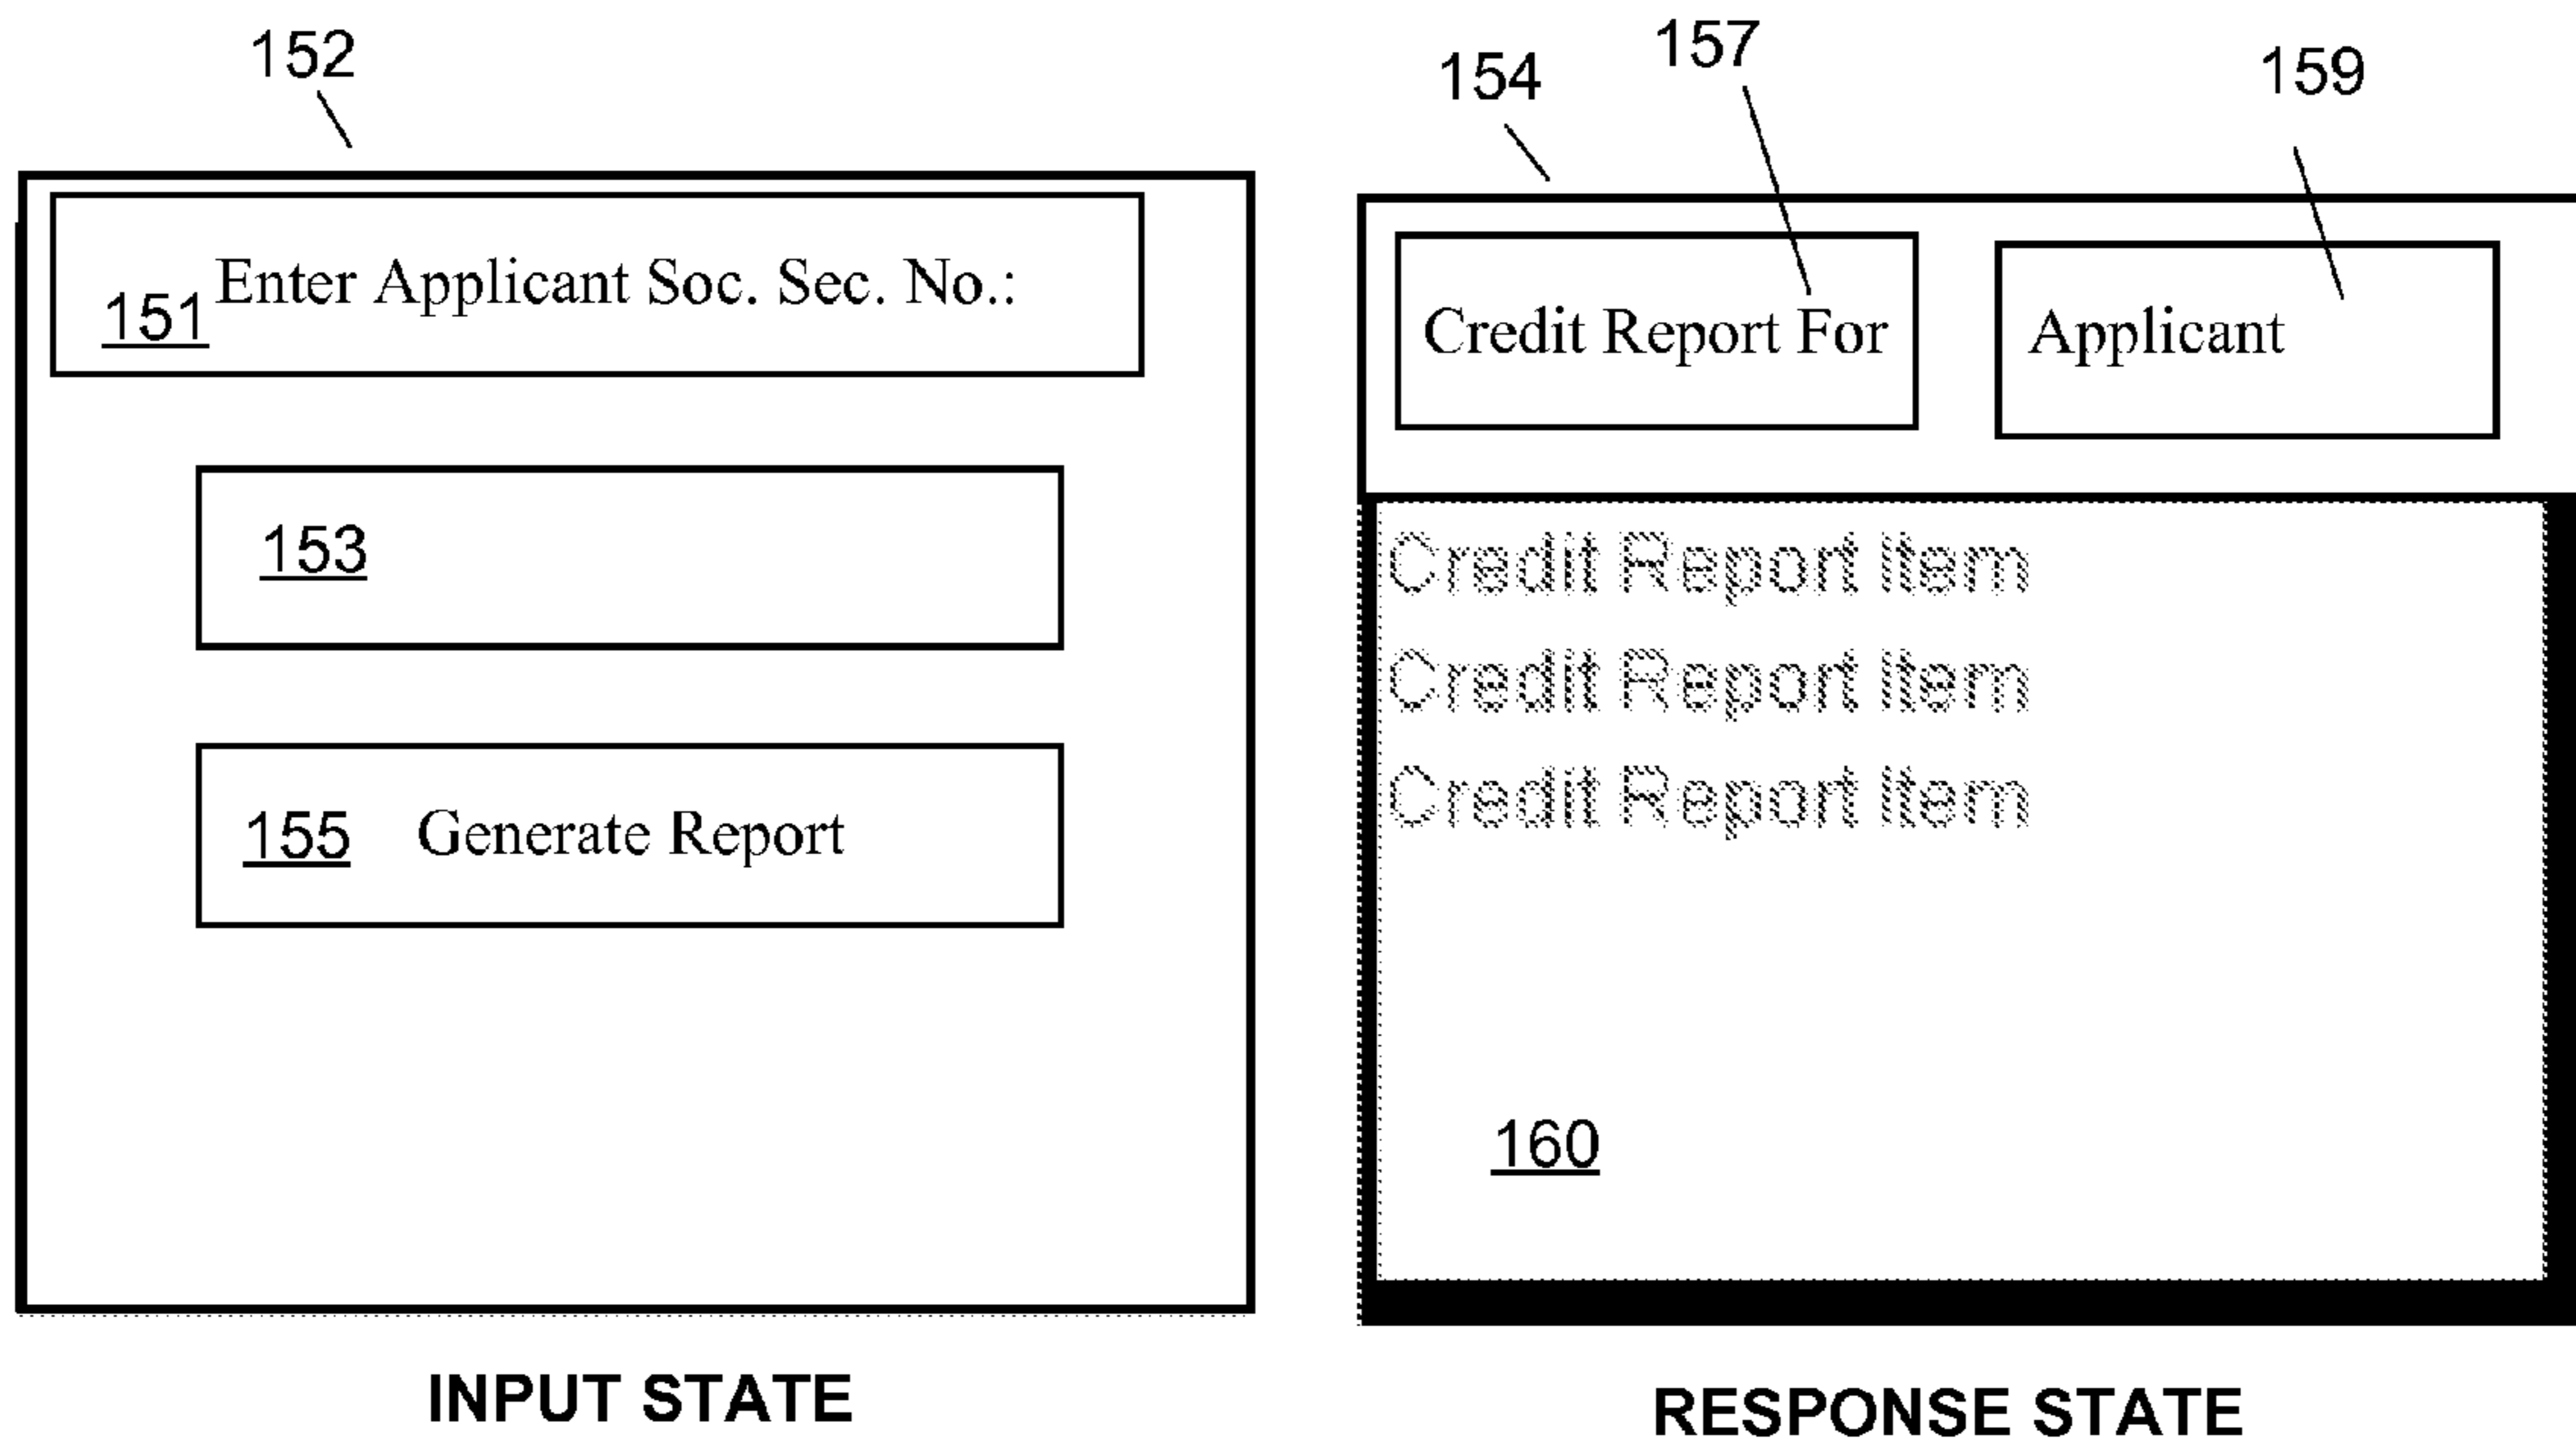 152
151 Enter Applicant Soc. Sec. No.:
153
155 Generate Report
INPUT STATE
154
157
159
Credit Report For
Applicant
Credit Report Item
Credit Report Item
Credit Report Item
160
RESPONSE STATE